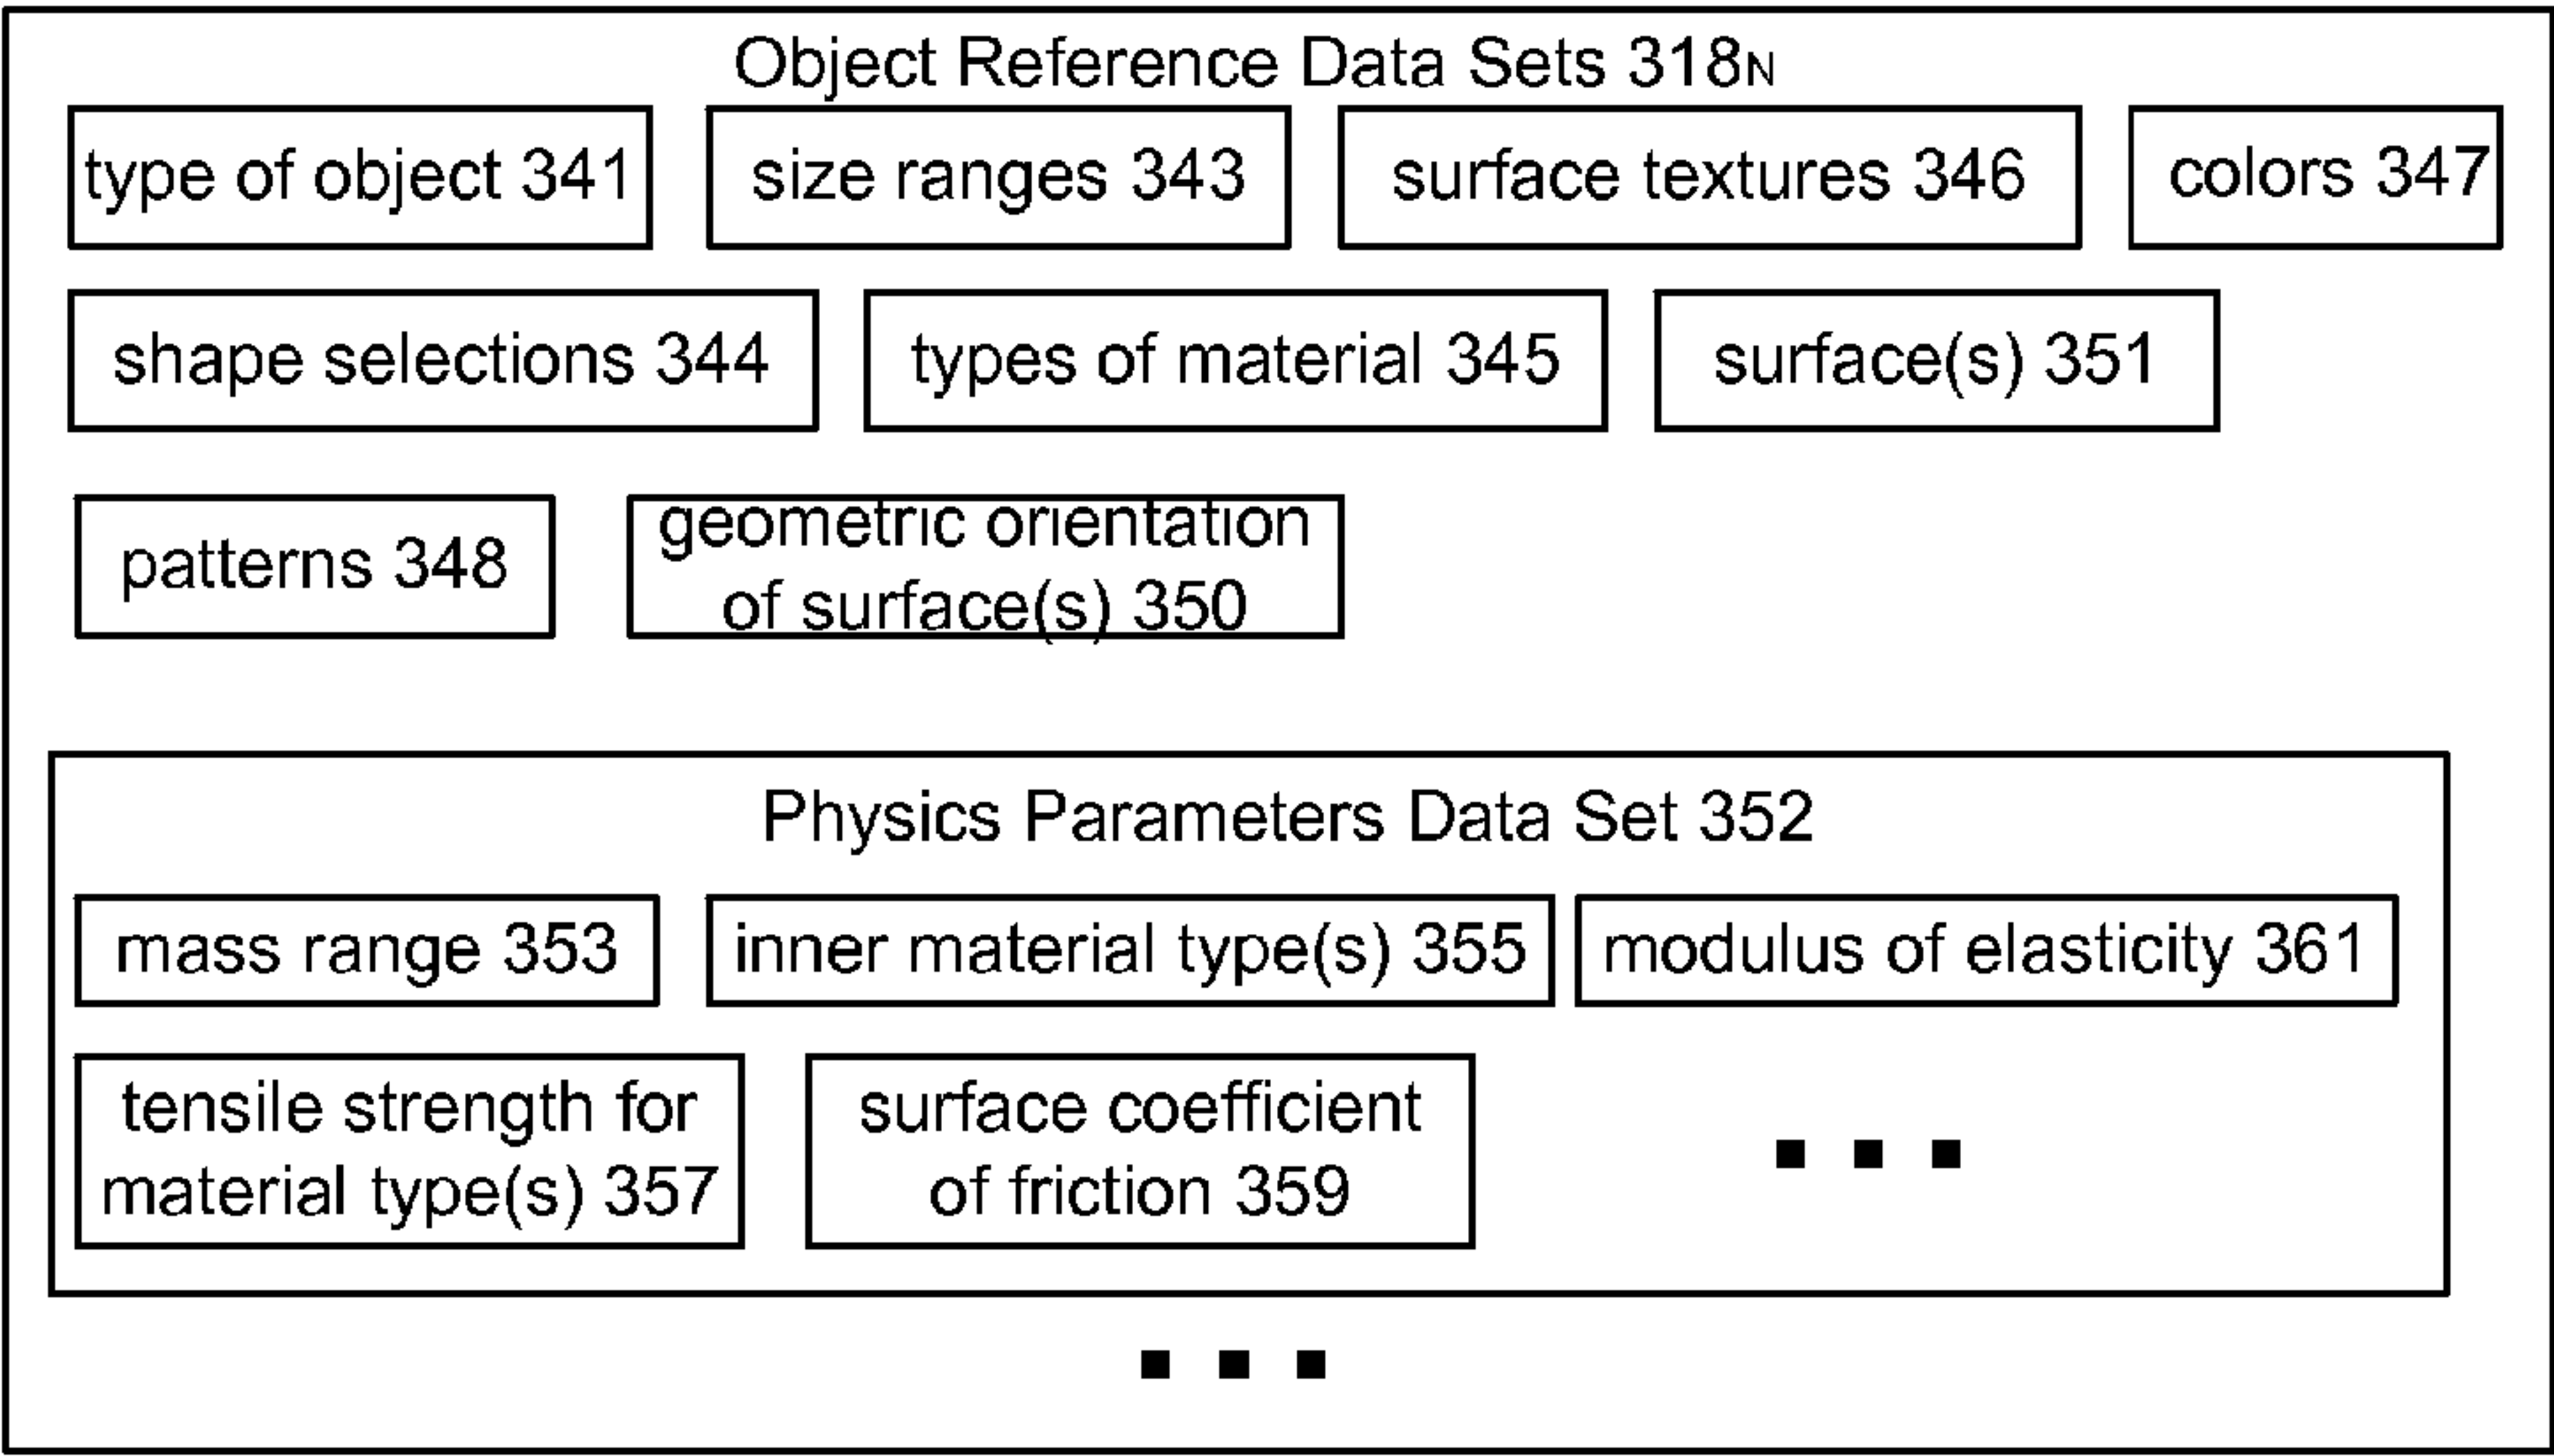 Object Reference Data Sets 318N
type of object 341
size ranges 343
surface textures 346
colors 347
shape selections 344
types of material 345
surface(s) 351
patterns 348
geometric orientation
of surface(s) 350
Physics Parameters Data Set 352
mass range 353
inner material type(s) 355
modulus of elasticity 361
tensile strength for
material type(s) 357
surface coefficient
of friction 359